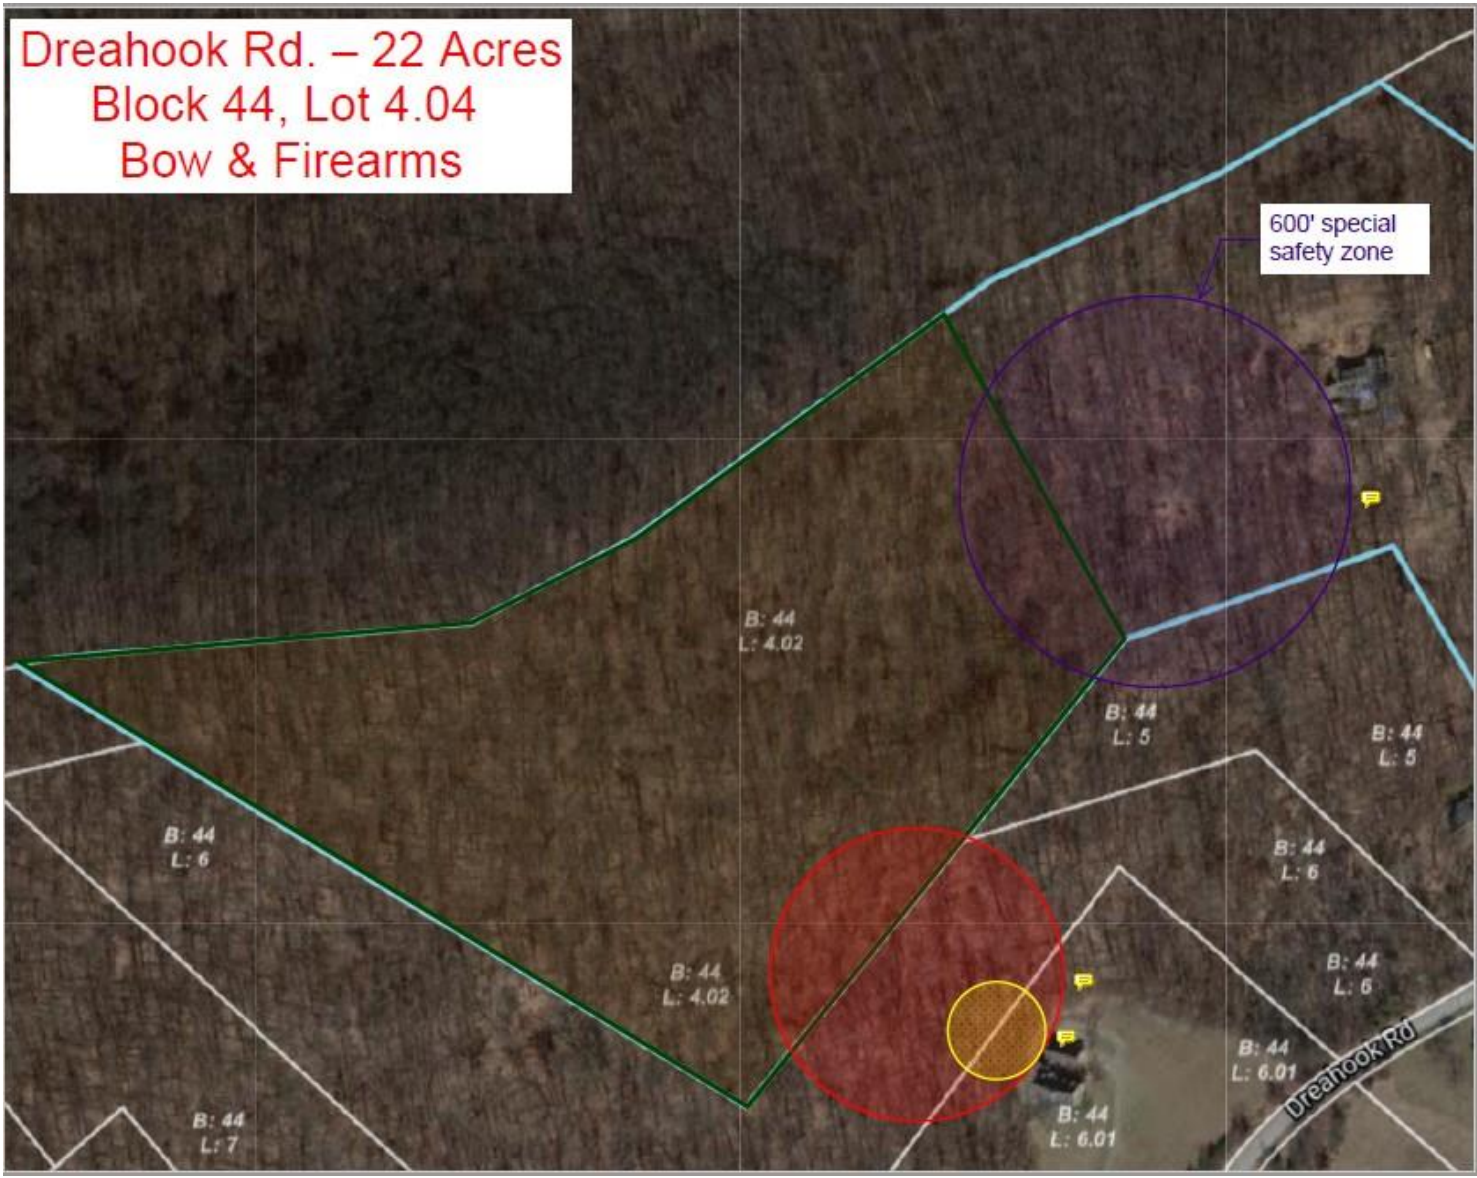 Dreahook Rd. – 22 Acres
Block 44, Lot 4.04
Bow & Firearms
600' special
safety zone
B: 44
L: 4.02
B: 44
L: 5
B: 44
L: 5
B: 44
L: 6
B: 44
L: 6
B: 44
L: 4.02
B: 44
L: 6
Dreahook Rd
B: 44
L: 6.01
B: 44
L: 7
B: 44
L: 6.01